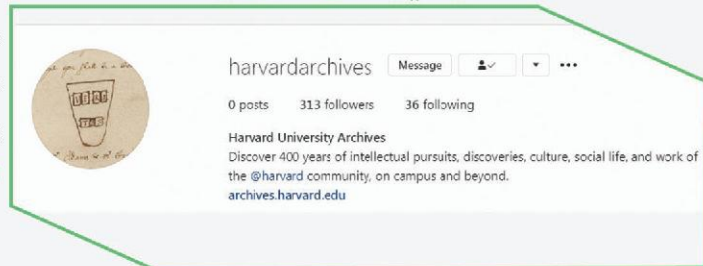 harvardarchives Message
0 posts 313 followers 36 following
Harvard University Archives
Discover 400 years of intellectual pursuits, discoveries, culture, social life, and work of
the @harvard community, on campus and beyond.
archives.harvard.edu